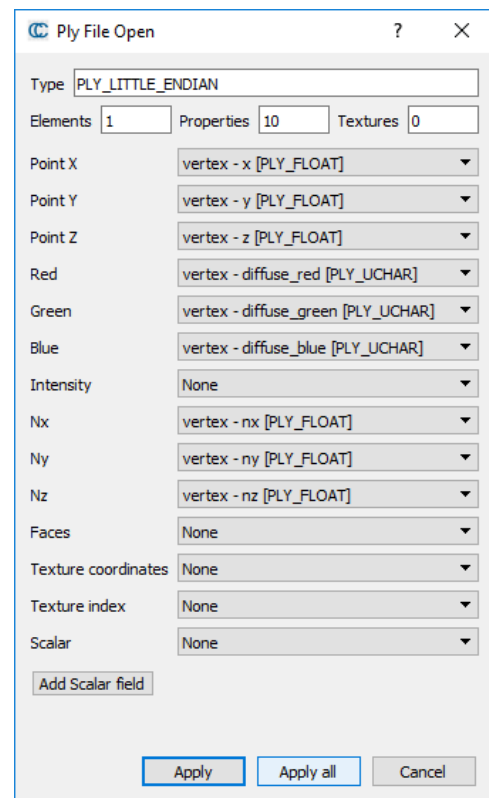 CC Ply File Open ? X
Type PLY_LITTLE_ENDIAN
Elements 1 Properties 10 Textures 0
Point X vertex - x [PLY_FLOAT]
Point Y vertex - y [PLY_FLOAT]
Point Z vertex - z [PLY_FLOAT]
Red vertex - diffuse_red [PLY_UCHAR]
Green vertex - diffuse_green [PLY_UCHAR]
Blue vertex - diffuse_blue [PLY_UCHAR]
Intensity None
Nx vertex - nx [PLY_FLOAT]
Ny vertex - ny [PLY_FLOAT]
Nz vertex - nz [PLY_FLOAT]
Faces None
Texture coordinates None
Texture index None
Scalar None
Add Scalar field
Apply Apply all Cancel